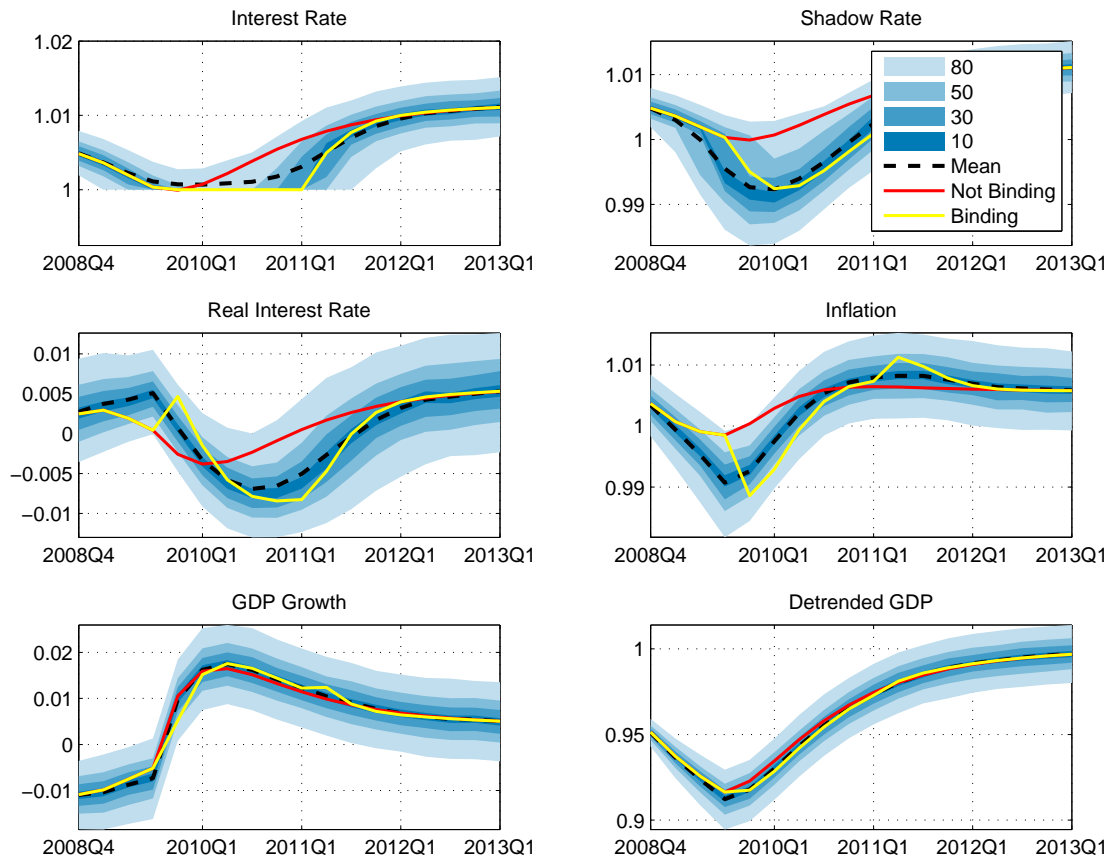 Interest Rate
1.02
1.01
1
2008Q4 2010Q1 2011Q1 2012Q1 2013Q1
Shadow Rate
1.01
1
0.99
2008Q4 2010Q1 2011Q1 2012Q1 2013Q1
80
50
30
10
Mean
Not Binding
Binding
Real Interest Rate
0.01
0.005
0
−0.005
−0.01
2008Q4 2010Q1 2011Q1 2012Q1 2013Q1
Inflation
1.01
1
0.99
2008Q4 2010Q1 2011Q1 2012Q1 2013Q1
GDP Growth
0.02
0.01
0
−0.01
2008Q4 2010Q1 2011Q1 2012Q1 2013Q1
Detrended GDP
1
0.95
0.9
2008Q4 2010Q1 2011Q1 2012Q1 2013Q1